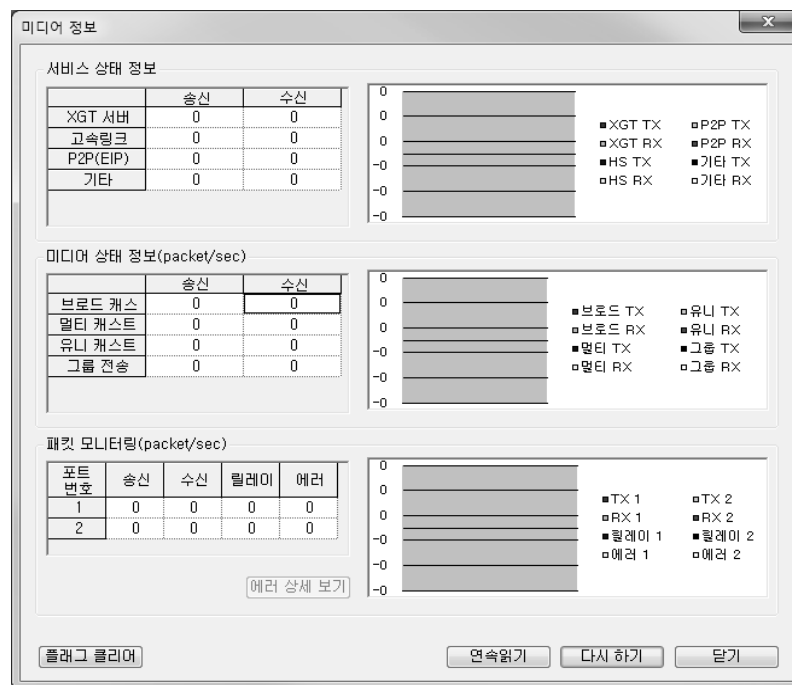 미디어 정보
서비스 상태 정보
송신 수신
XGT 서버 0 0
고속링크 0 0
P2P(EIP) 0 0
기타 0 0
0
0
0
-0
-0
-0
XGT TX P2P TX
XGT RX P2P RX
HS TX 기타 TX
HS RX 기타 RX
미디어 상태 정보(packet/sec)
송신 수신
브로드 캐스 0 0
멀티 캐스트 0 0
유니 캐스트 0 0
그룹 전송 0 0
0
0
0
-0
-0
-0
브로드 TX 유니 TX
브로드 RX 유니 RX
멀티 TX 그룹 TX
멀티 RX 그룹 RX
패킷 모니터링(packet/sec)
포트 번호 송신 수신 릴레이 에러
1 0 0 0 0
2 0 0 0 0
에러 상세 보기
0
0
0
-0
-0
-0
TX 1 TX 2
RX 1 RX 2
릴레이 1 릴레이 2
에러 1 에러 2
플래그 클리어 연속읽기 다시 하기 닫기